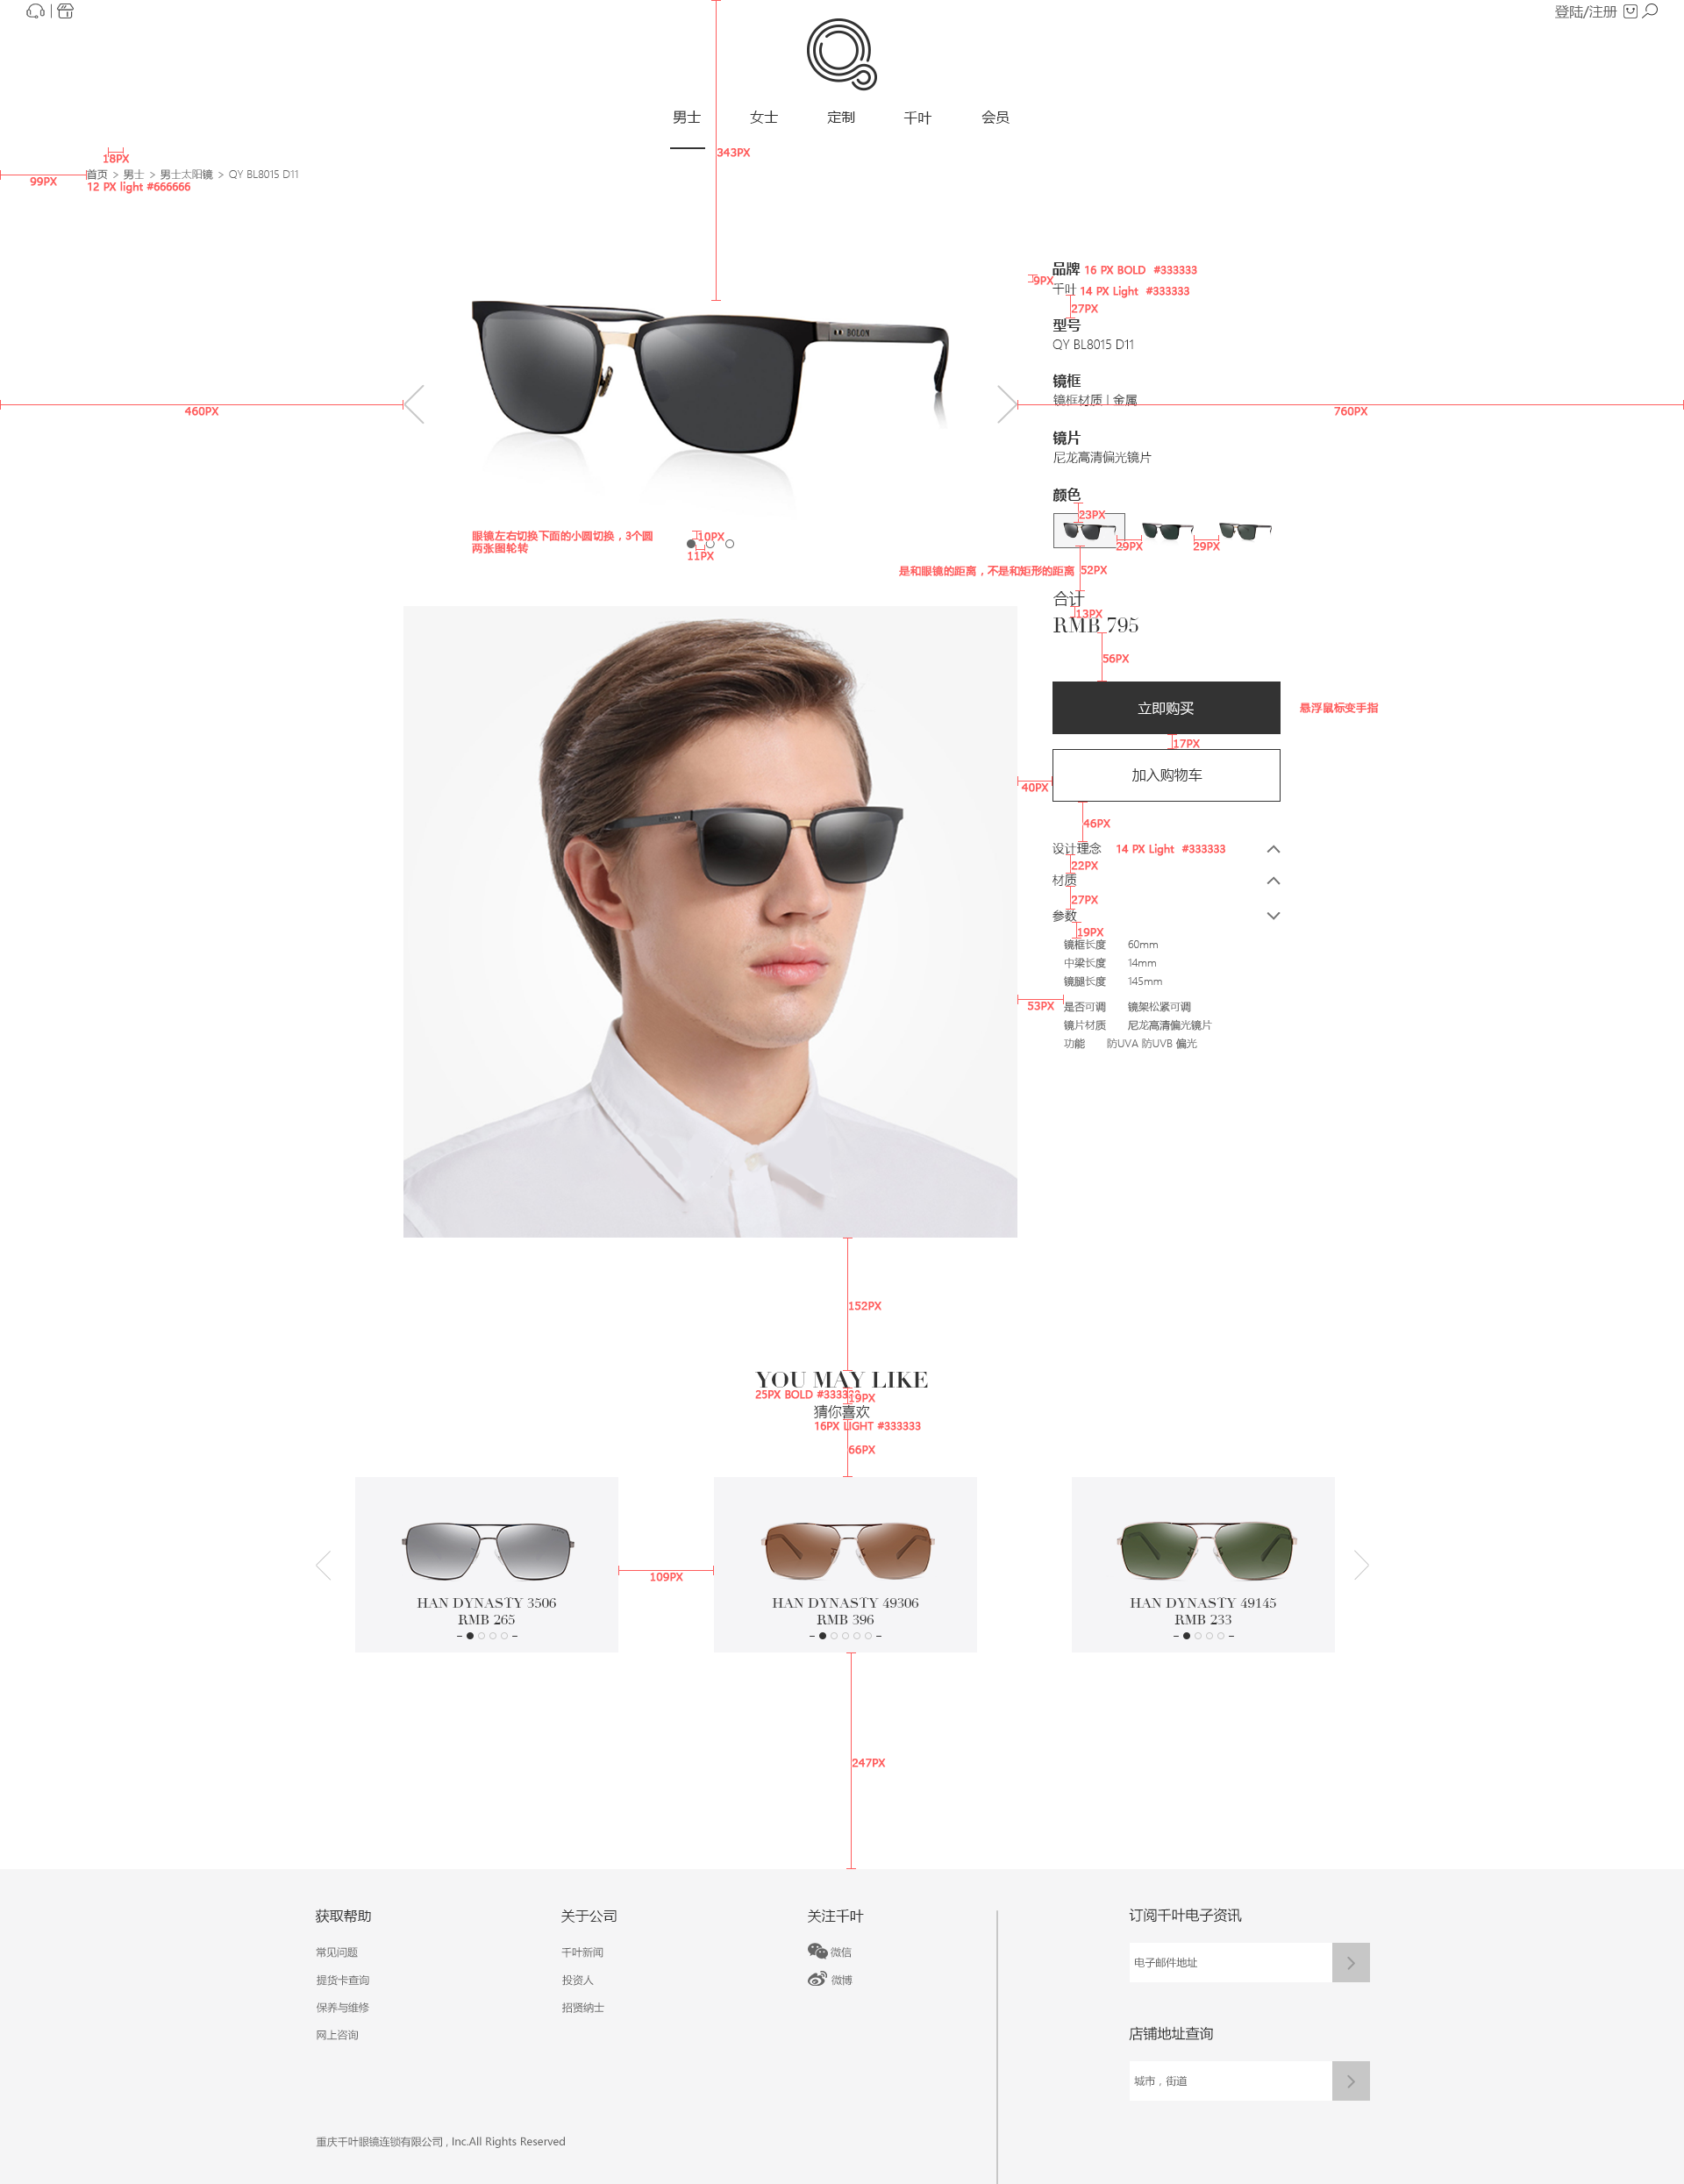 登陆/注册
男士 女士 定制 千叶 会员
343PX
18PX
99PX
首页 > 男士 > 男士太阳镜 > QY BL8015 D11
12 PX light #666666
品牌 16 PX BOLD #333333
9PX
千叶 14 PX Light #333333
27PX
型号
QY BL8015 D11
BOLON
镜框
镜框材质 | 金属
460PX
760PX
镜片
尼龙高清偏光镜片
颜色
23PX
29PX
29PX
眼镜左右切换下面的小圆切换，3个圆
两张图轮转
10PX
11PX
是和眼镜的距离，不是和矩形的距离
52PX
合计
13PX
RMB 795
56PX
立即购买
悬浮鼠标变手指
17PX
加入购物车
40PX
46PX
设计理念 14 PX Light #333333
22PX
材质
27PX
参数
19PX
镜框长度 60mm
中梁长度 14mm
镜腿长度 145mm
53PX
是否可调 镜架松紧可调
镜片材质 尼龙高清偏光镜片
功能 防UVA 防UVB 偏光
152PX
YOU MAY LIKE
25PX BOLD #333333
19PX
猜你喜欢
16PX LIGHT #333333
66PX
109PX
HAN DYNASTY 3506
RMB 265
HAN DYNASTY 49306
RMB 396
HAN DYNASTY 49145
RMB 233
247PX
获取帮助
常见问题
提货卡查询
保养与维修
网上咨询
关于公司
千叶新闻
投资人
招贤纳士
关注千叶
微信
微博
订阅千叶电子资讯
电子邮件地址
店铺地址查询
城市，街道
重庆千叶眼镜连锁有限公司 , Inc.All Rights Reserved